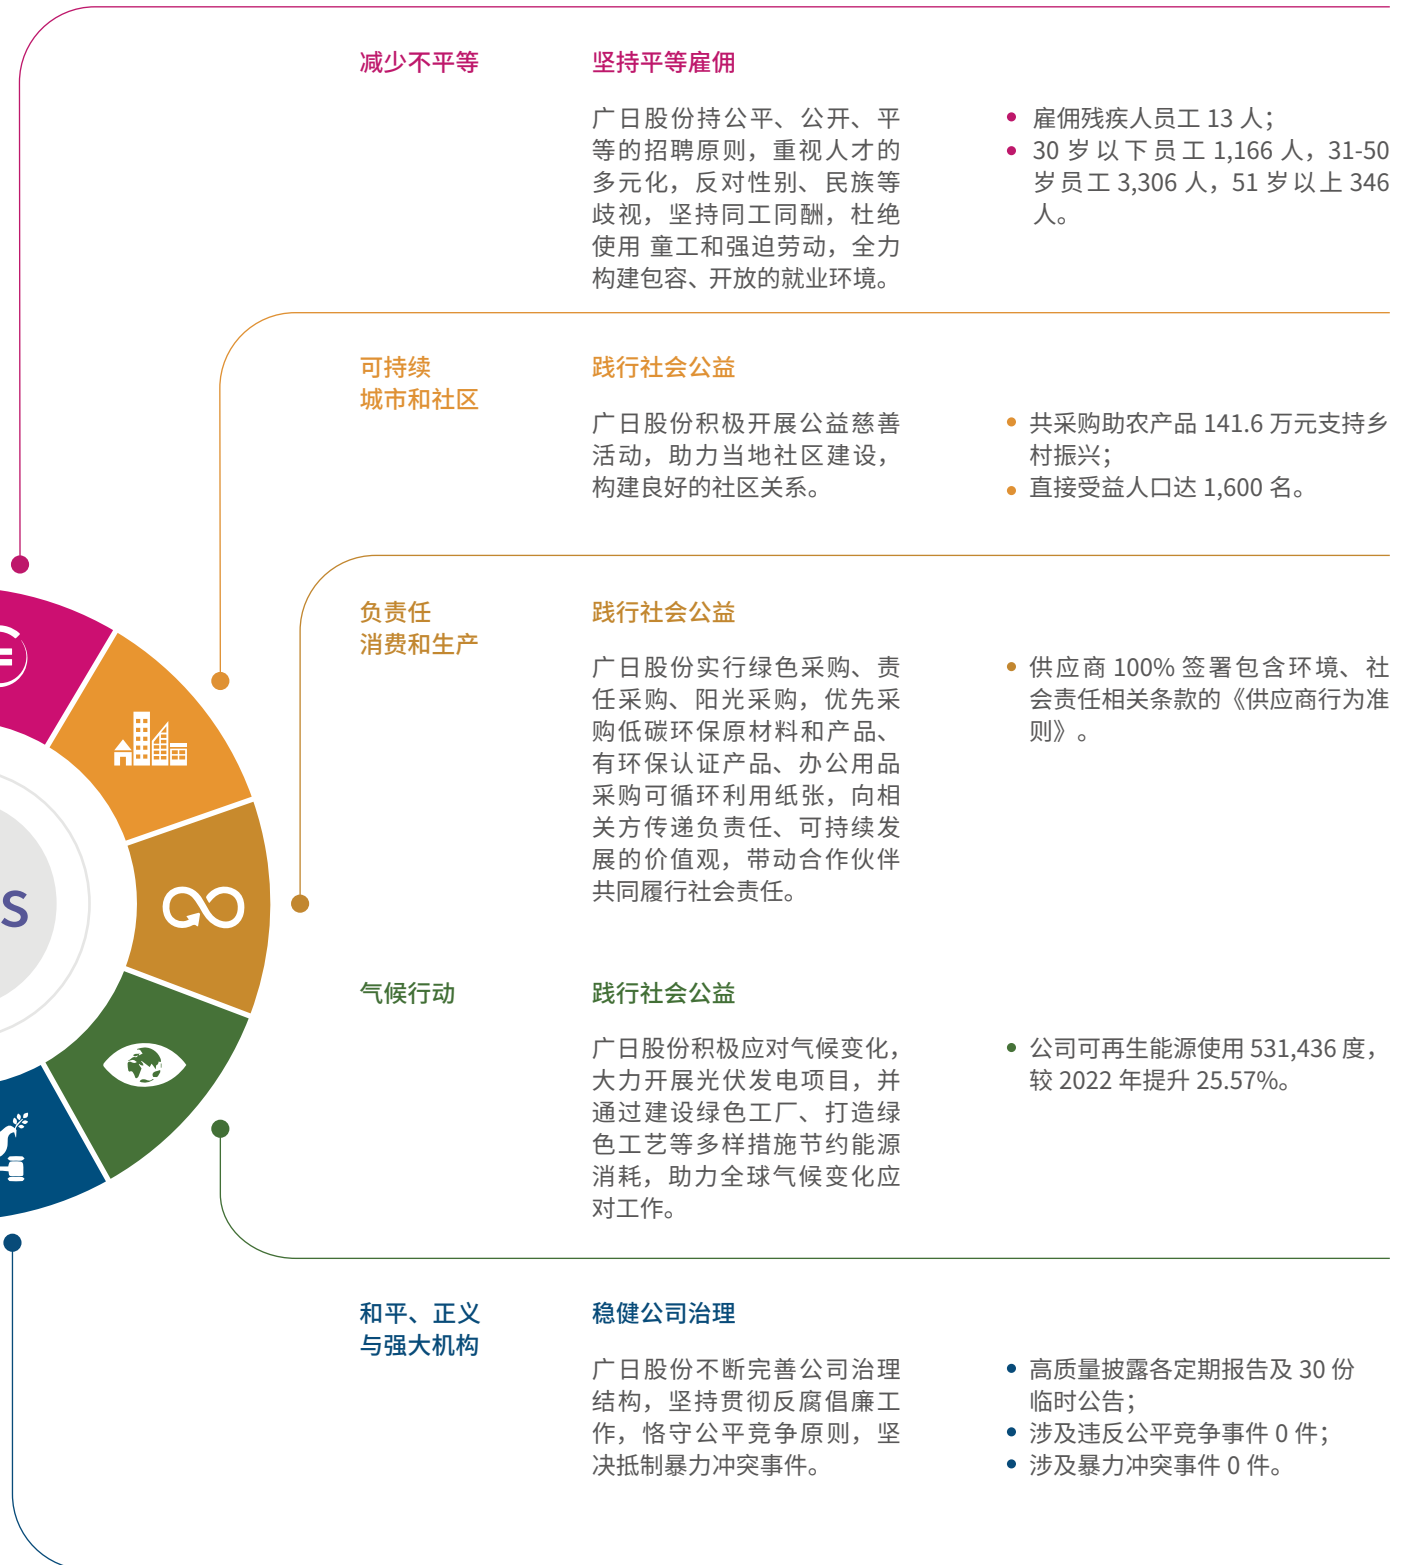 减少不平等
坚持平等雇佣
广日股份持公平、公开、平
等的招聘原则，重视人才的
多元化，反对性别、民族等
歧视，坚持同工同酬，杜绝
使用 童工和强迫劳动，全力
构建包容、开放的就业环境。
雇佣残疾人员工 13 人；
30 岁以下员工 1,166 人，31-50
岁员工 3,306 人，51 岁以上 346
人。
可持续
城市和社区
践行社会公益
广日股份积极开展公益慈善
活动，助力当地社区建设，
构建良好的社区关系。
共采购助农产品 141.6 万元支持乡
村振兴；
直接受益人口达 1,600 名。
负责任
消费和生产
践行社会公益
广日股份实行绿色采购、责
任采购、阳光采购，优先采
购低碳环保原材料和产品、
有环保认证产品、办公用品
采购可循环利用纸张，向相
关方传递负责任、可持续发
展的价值观，带动合作伙伴
共同履行社会责任。
供应商 100% 签署包含环境、社
会责任相关条款的《供应商行为准
则》。
S
气候行动
践行社会公益
广日股份积极应对气候变化，
大力开展光伏发电项目，并
通过建设绿色工厂、打造绿
色工艺等多样措施节约能源
消耗，助力全球气候变化应
对工作。
公司可再生能源使用 531,436 度，
较 2022 年提升 25.57%。
和平、正义
与强大机构
稳健公司治理
广日股份不断完善公司治理
结构，坚持贯彻反腐倡廉工
作，恪守公平竞争原则，坚
决抵制暴力冲突事件。
高质量披露各定期报告及 30 份
临时公告；
涉及违反公平竞争事件 0 件；
涉及暴力冲突事件 0 件。